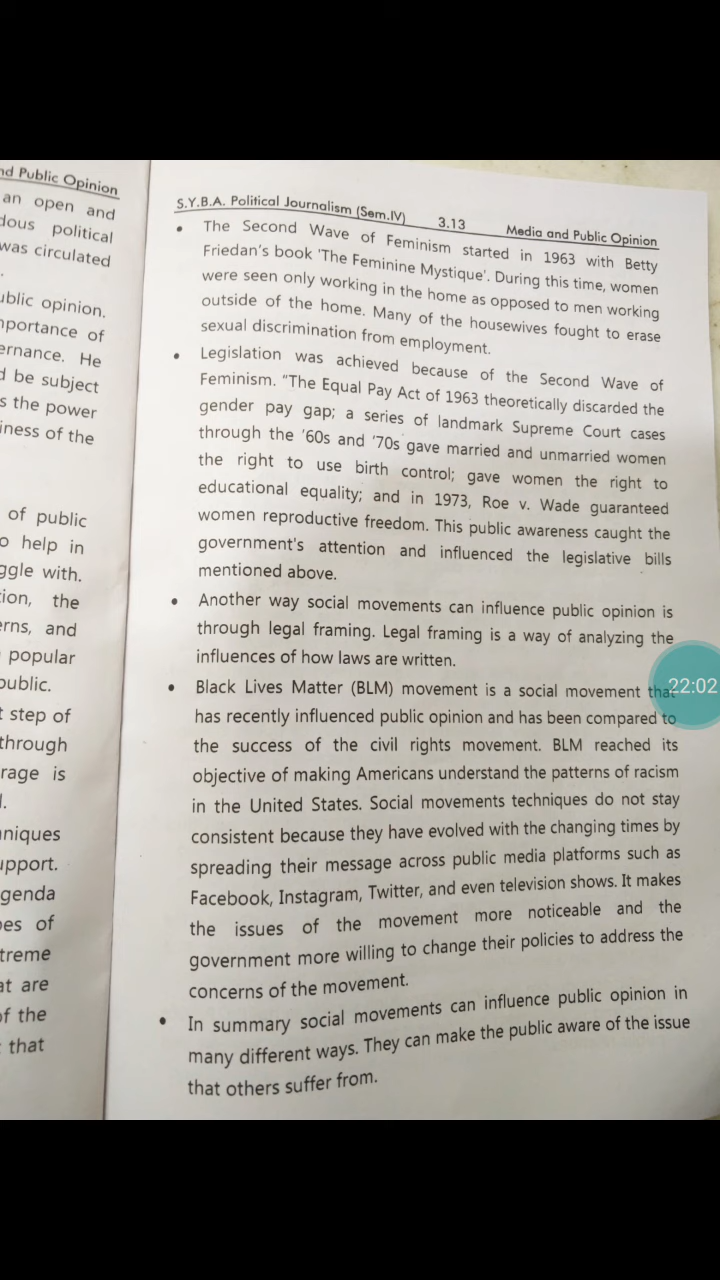 nd Public Opinion
an open and
dous political
was circulated
ublic opinion.
mportance of
ernance. He
d be subject
s the power
iness of the
of public
o help in
ggle with.
tion, the
erns, and
popular
public.
t step of
through
rage is
l.
niques
upport.
genda
pes of
treme
at are
of the
that
S.Y.B.A. Political Journalism (Sem.IV) 3.13 Media and Public Opinion
• The Second Wave of Feminism started in 1963 with Betty
Friedan's book 'The Feminine Mystique'. During this time, women
were seen only working in the home as opposed to men working
outside of the home. Many of the housewives fought to erase
sexual discrimination from employment.
• Legislation was achieved because of the Second Wave of
Feminism. "The Equal Pay Act of 1963 theoretically discarded the
gender pay gap; a series of landmark Supreme Court cases
through the '60s and '70s gave married and unmarried women
the right to use birth control; gave women the right to
educational equality; and in 1973, Roe v. Wade guaranteed
women reproductive freedom. This public awareness caught the
government's attention and influenced the legislative bills
mentioned above.
• Another way social movements can influence public opinion is
through legal framing. Legal framing is a way of analyzing the
influences of how laws are written.
• Black Lives Matter (BLM) movement is a social movement that
has recently influenced public opinion and has been compared to
the success of the civil rights movement. BLM reached its
objective of making Americans understand the patterns of racism
in the United States. Social movements techniques do not stay
consistent because they have evolved with the changing times by
spreading their message across public media platforms such as
Facebook, Instagram, Twitter, and even television shows. It makes
the issues of the movement more noticeable and the
government more willing to change their policies to address the
concerns of the movement.
• In summary social movements can influence public opinion in
many different ways. They can make the public aware of the issue
that others suffer from.
22:02